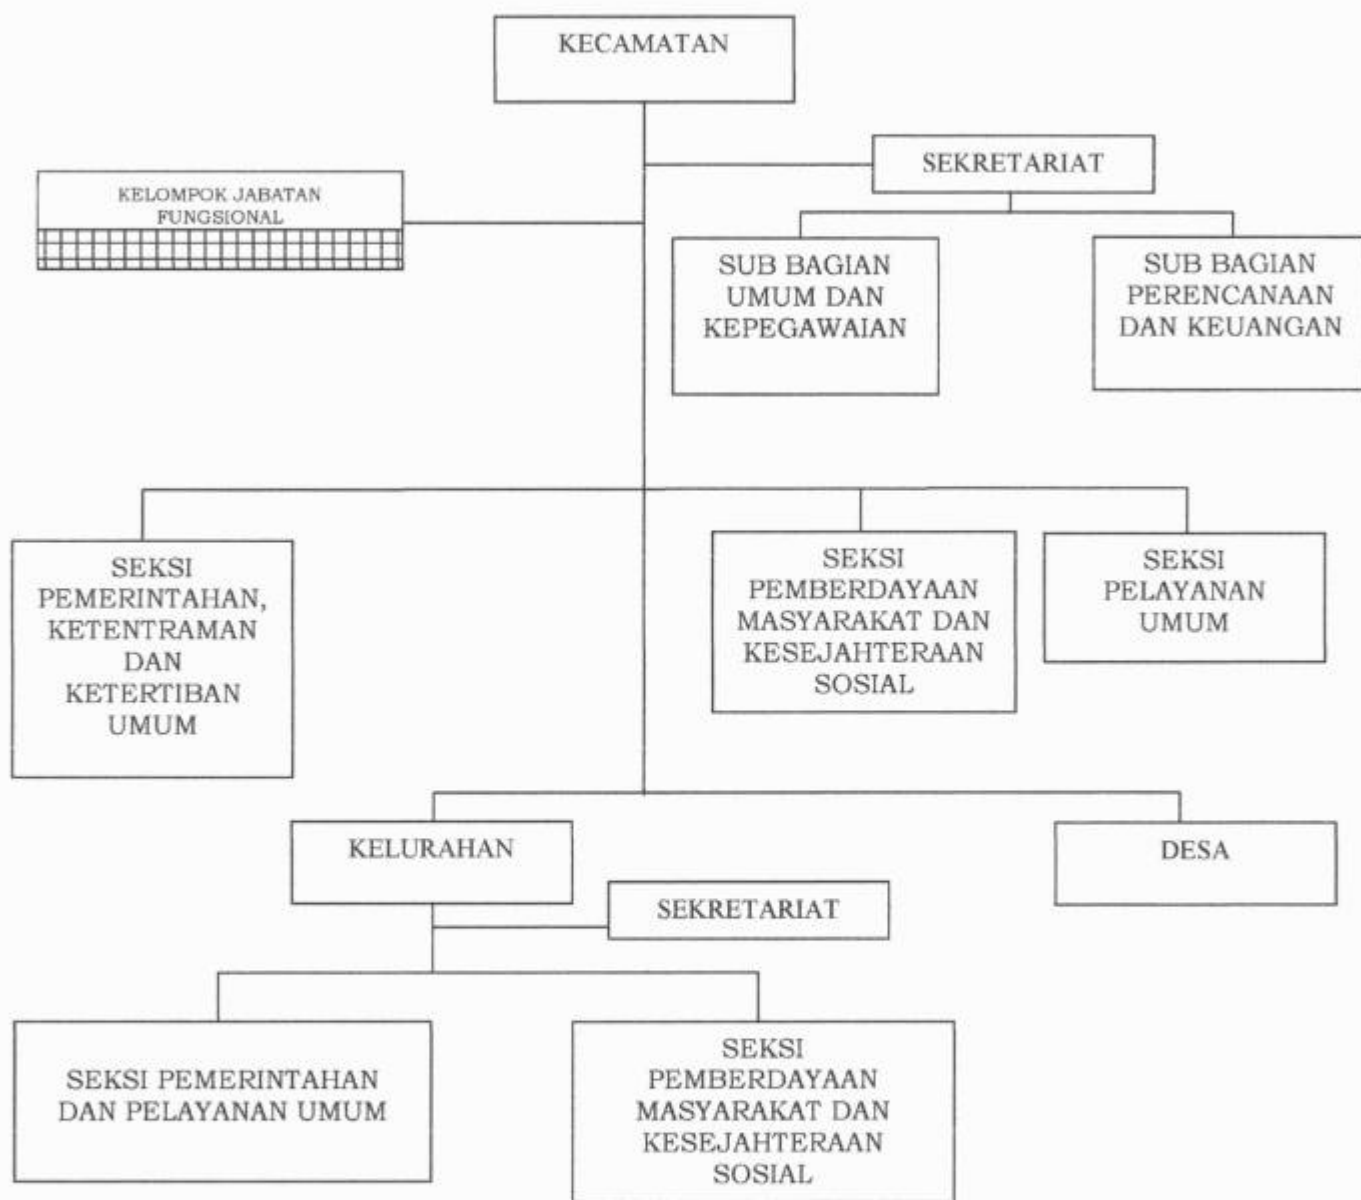 KECAMATAN
SEKRETARIAT
KELOMPOK JABATAN
FUNGSIONAL
SUB BAGIAN
UMUM DAN
KEPEGAWAIAN
SUB BAGIAN
PERENCANAAN
DAN KEUANGAN
SEKSI
PEMERINTAHAN,
KETENTRAMAN
DAN
KETERTIBAN
UMUM
SEKSI
PEMBERDAYAAN
MASYARAKAT DAN
KESEJAHTERAAN
SOSIAL
SEKSI
PELAYANAN
UMUM
KELURAHAN
DESA
SEKRETARIAT
SEKSI PEMERINTAHAN
DAN PELAYANAN UMUM
SEKSI
PEMBERDAYAAN
MASYARAKAT DAN
KESEJAHTERAAN
SOSIAL